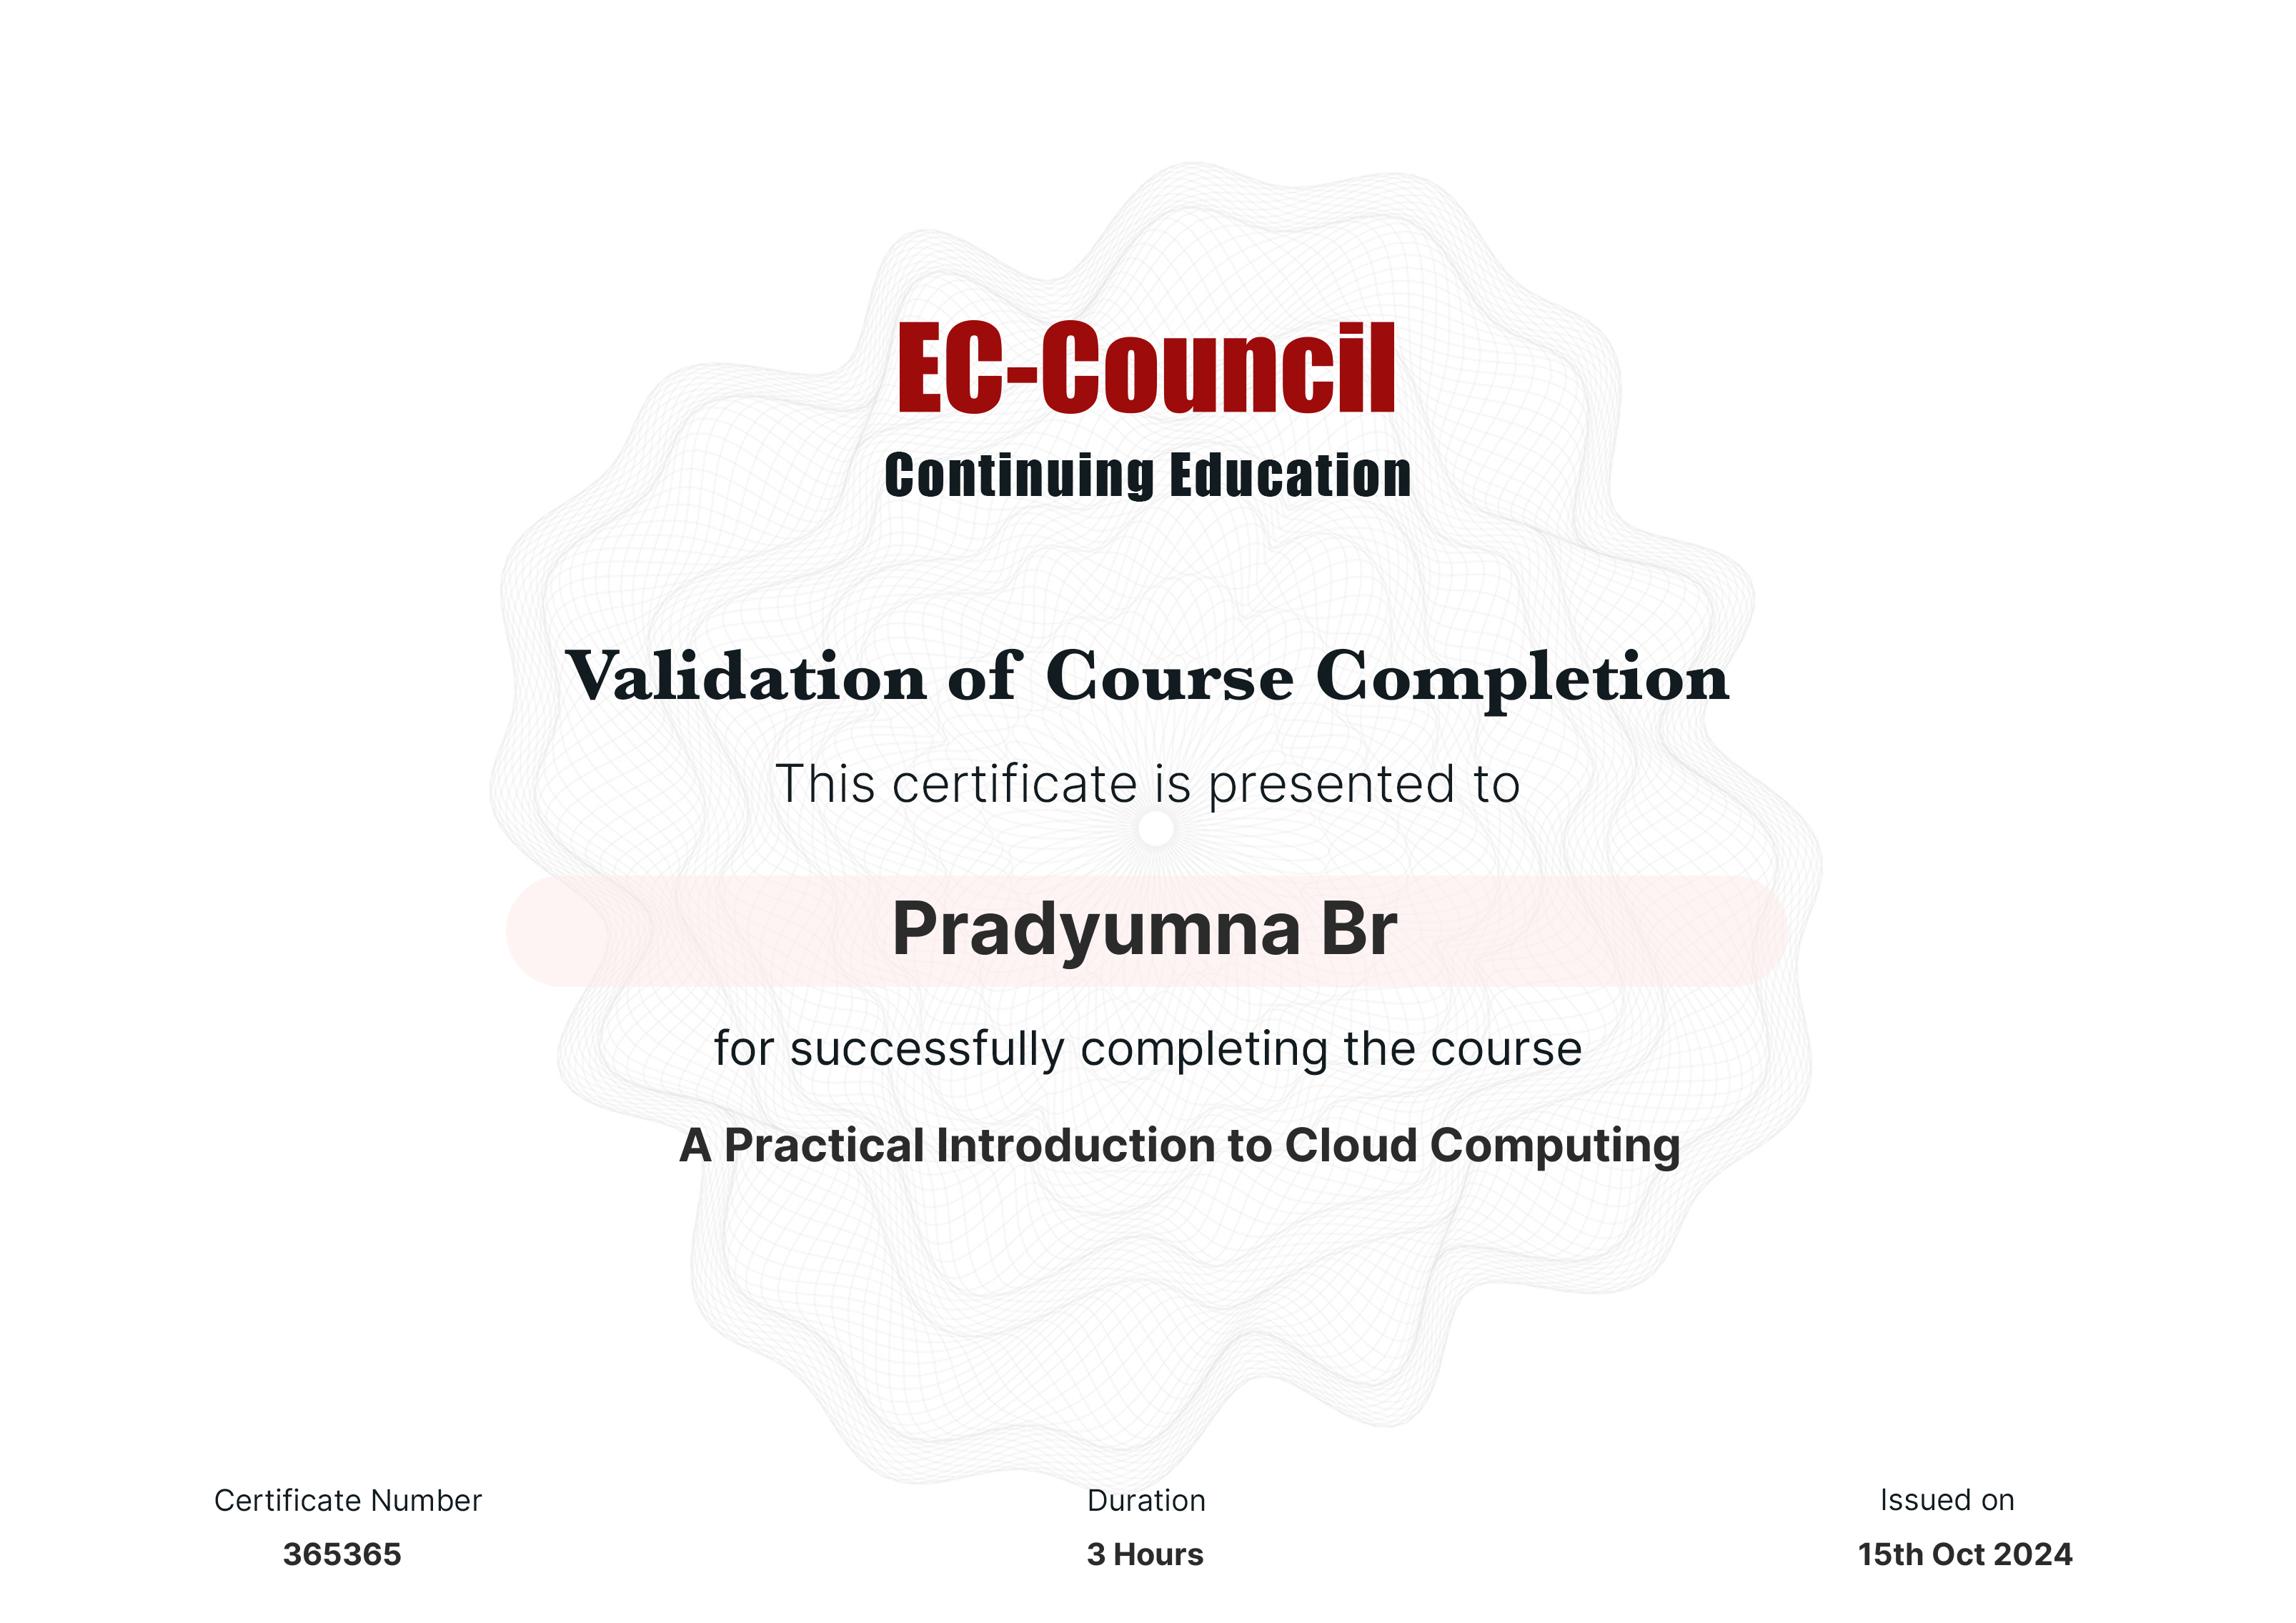 EC-Council
Continuing Education
Validation of Course Completion
This certificate is presented to
Pradyumna Br
for successfully completing the course
A Practical Introduction to Cloud Computing
Certificate Number
365365
Duration
3 Hours
Issued on
15th Oct 2024